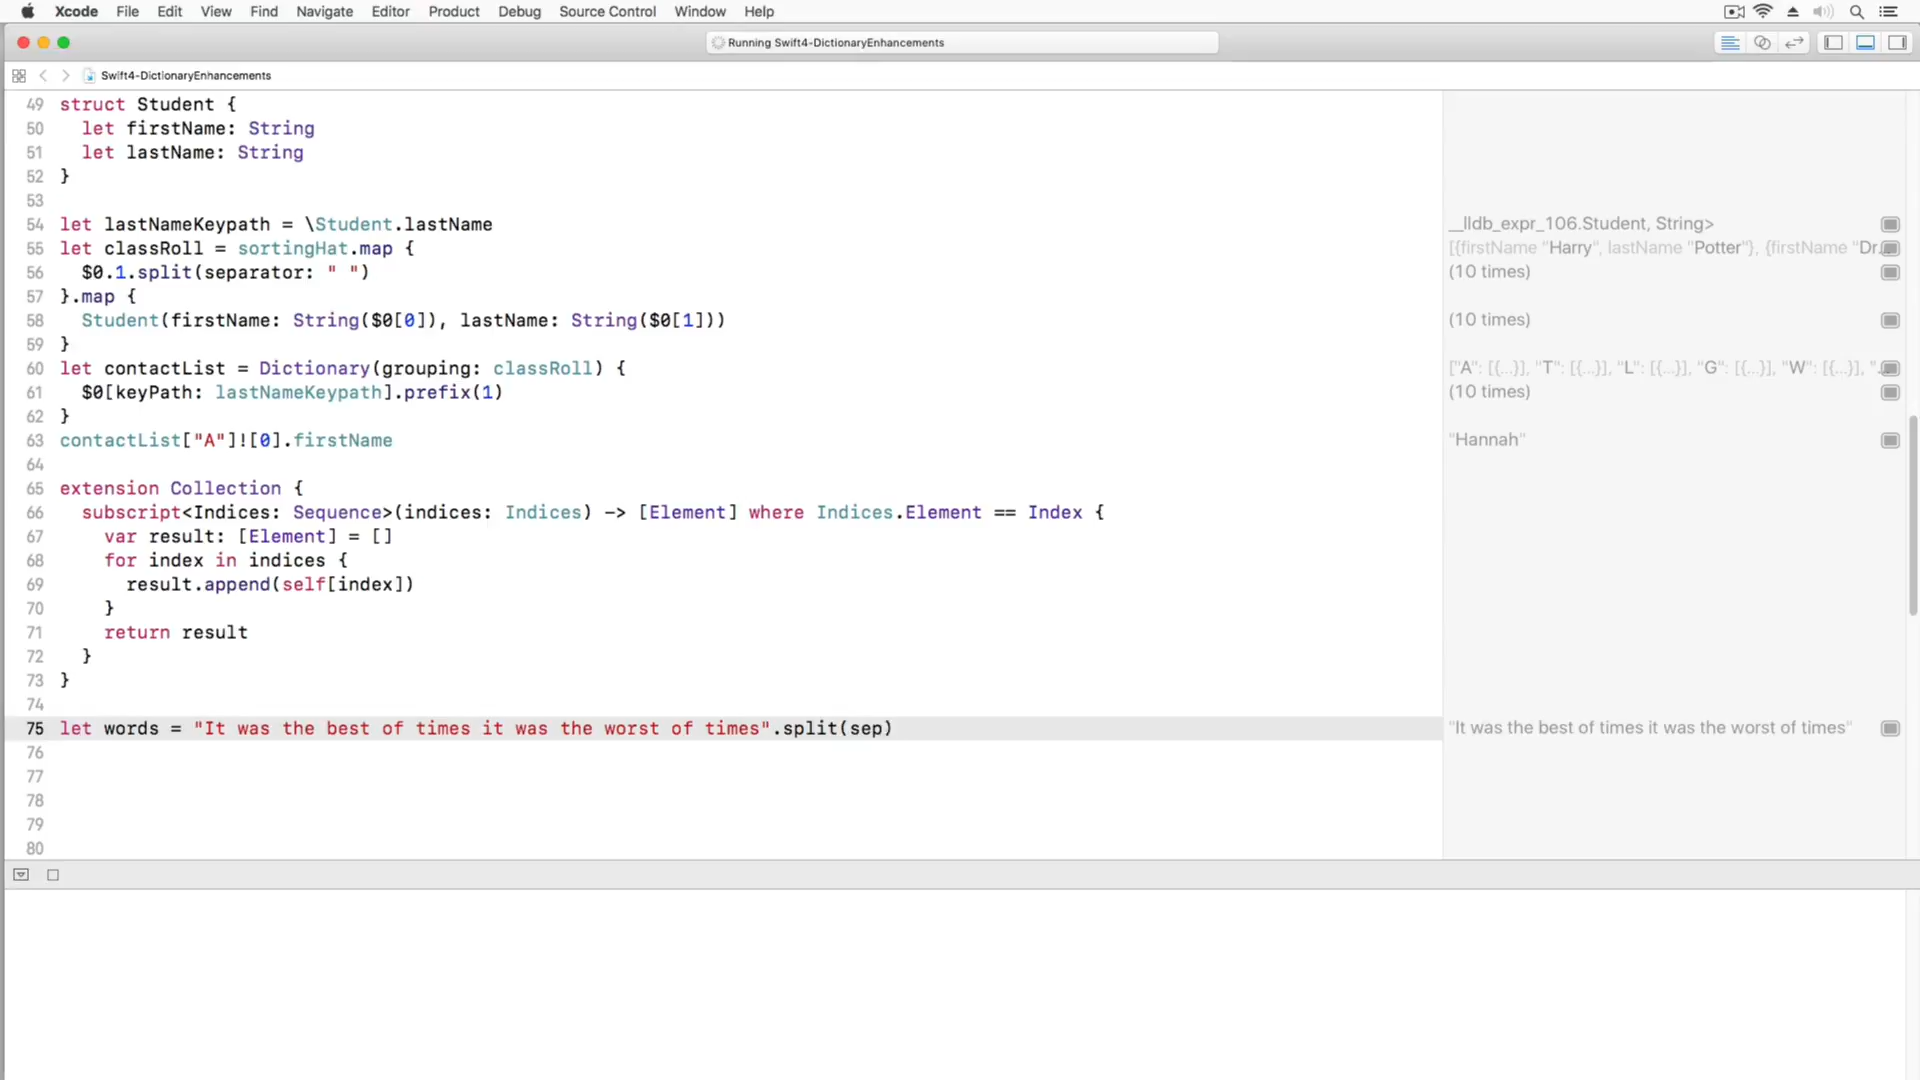 Xcode File Edit View Find Navigate Editor Product Debug Source Control Window Help
Running Swift4-DictionaryEnhancements
Swift4-DictionaryEnhancements
49 struct Student {
50 let firstName: String
51 let lastName: String
52 }
53
54 let lastNameKeypath = \Student.lastName __lldb_expr_106.Student, String>
55 let classRoll = sortingHat.map { [{firstName "Harry", lastName "Potter"}, {firstName "Dr...
56 $0.1.split(separator: " ") (10 times)
57 }.map {
58 Student(firstName: String($0[0]), lastName: String($0[1])) (10 times)
59 }
60 let contactList = Dictionary(grouping: classRoll) { ["A": [{...}], "T": [{...}], "L": [{...}], "G": [{...}], "W": [{...}], "...
61 $0[keyPath: lastNameKeypath].prefix(1) (10 times)
62 }
63 contactList["A"]![0].firstName "Hannah"
64
65 extension Collection {
66 subscript<Indices: Sequence>(indices: Indices) -> [Element] where Indices.Element == Index {
67 var result: [Element] = []
68 for index in indices {
69 result.append(self[index])
70 }
71 return result
72 }
73 }
74
75 let words = "It was the best of times it was the worst of times".split(sep) "It was the best of times it was the worst of times"
76
77
78
79
80